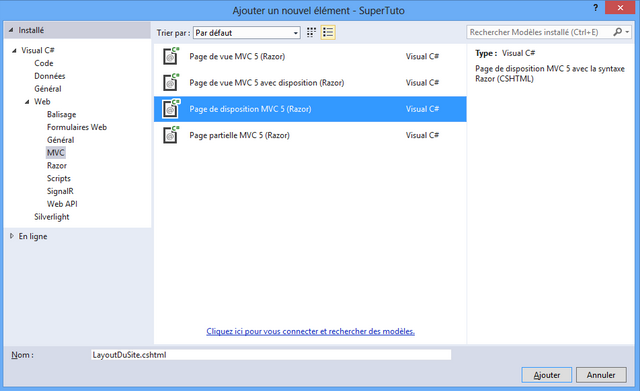 Ajouter un nouvel élément - SuperTuto
Installé
Trier par : Par défaut
Rechercher Modèles installé (Ctrl+E)
Visual C#
Code
Données
Général
Web
Balisage
Formulaires Web
Général
MVC
Razor
Scripts
SignalR
Web API
Silverlight
En ligne
Page de vue MVC 5 (Razor) Visual C#
Page de vue MVC 5 avec disposition (Razor) Visual C#
Page de disposition MVC 5 (Razor) Visual C#
Page partielle MVC 5 (Razor) Visual C#
Type : Visual C#
Page de disposition MVC 5 avec la syntaxe
Razor (CSHTML)
Cliquez ici pour vous connecter et rechercher des modèles.
Nom : LayoutDuSite.cshtml
Ajouter Annuler